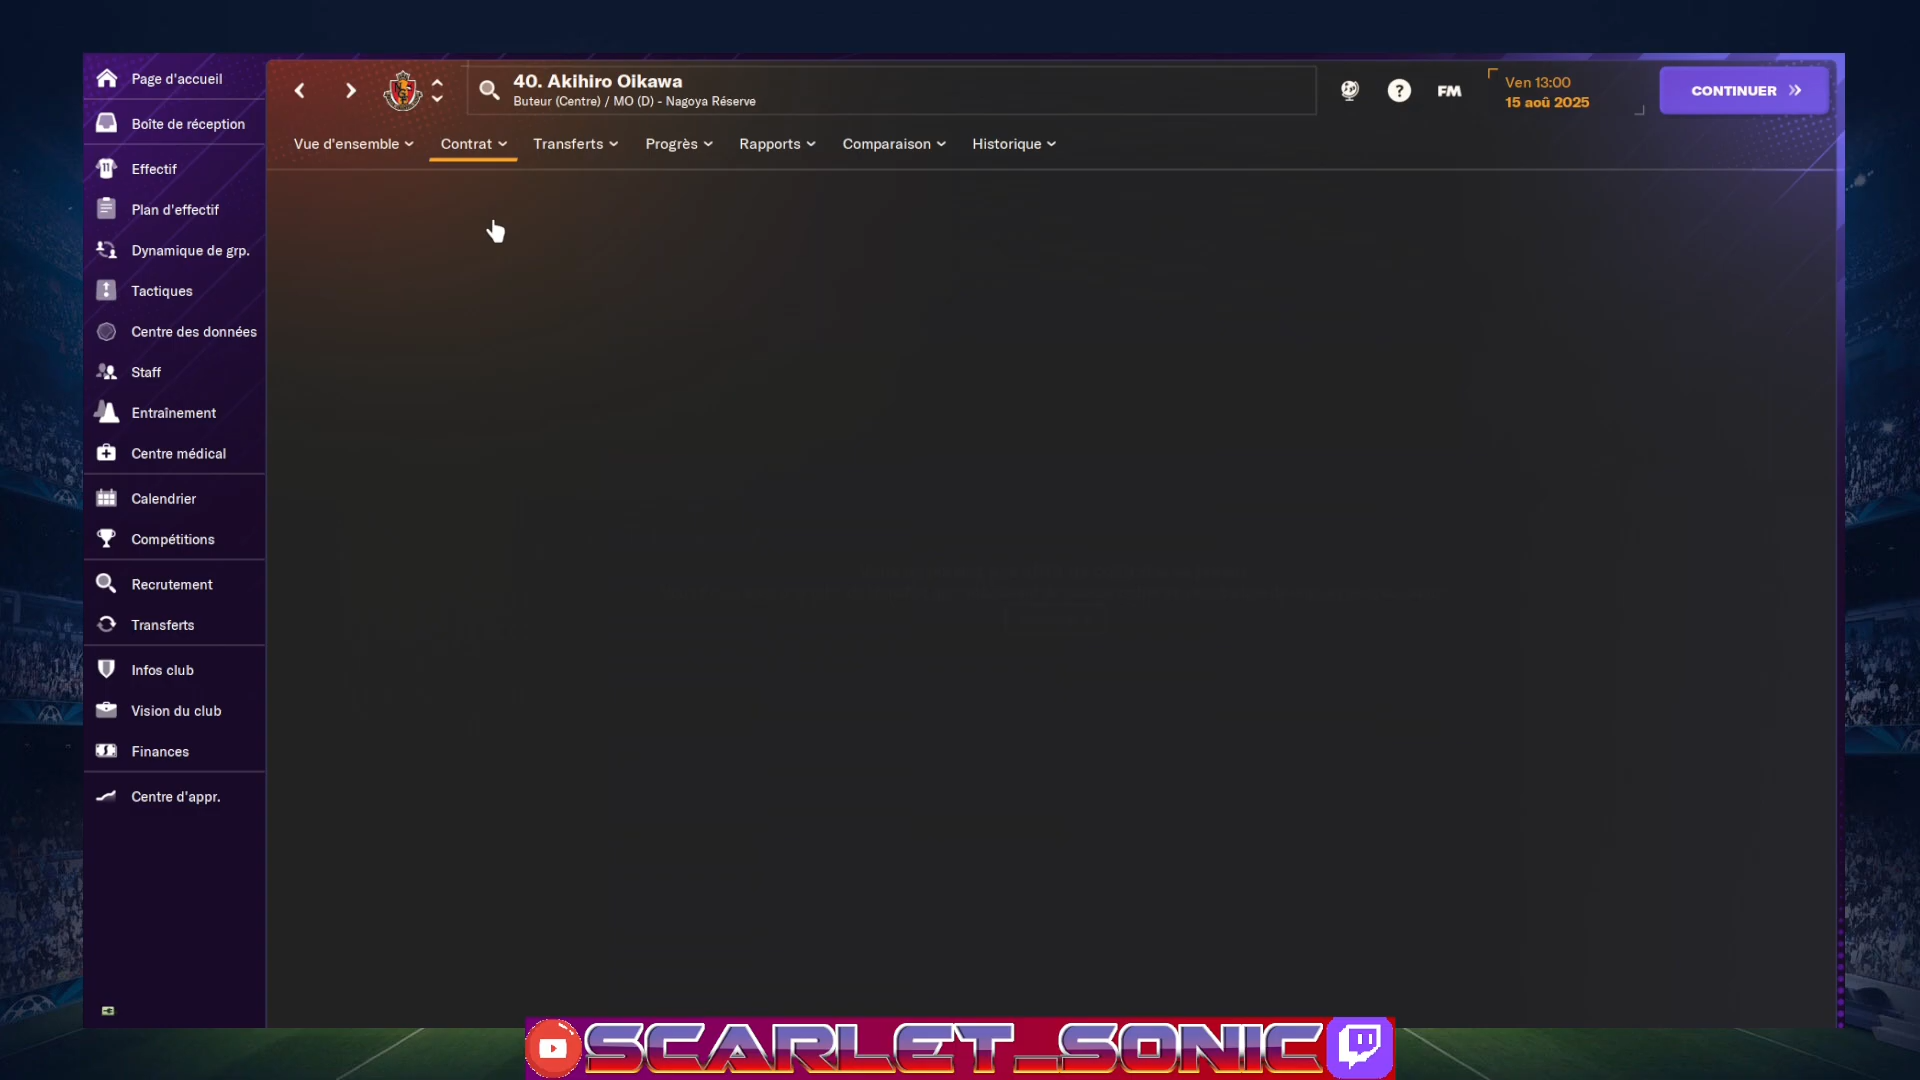 Page d'accueil
Boîte de réception
Effectif
Plan d'effectif
Dynamique de grp.
Tactiques
Centre des données
Staff
Entraînement
Centre médical
Calendrier
Compétitions
Recrutement
Transferts
Infos club
Vision du club
Finances
Centre d'appr.
40. Akihiro Oikawa
Buteur (Centre) / MO (D) - Nagoya Réserve
?
FM
Ven 13:00
15 aoû 2025
CONTINUER
Vue d'ensemble
Contrat
Transferts
Progrès
Rapports
Comparaison
Historique
SCARLET_SONIC